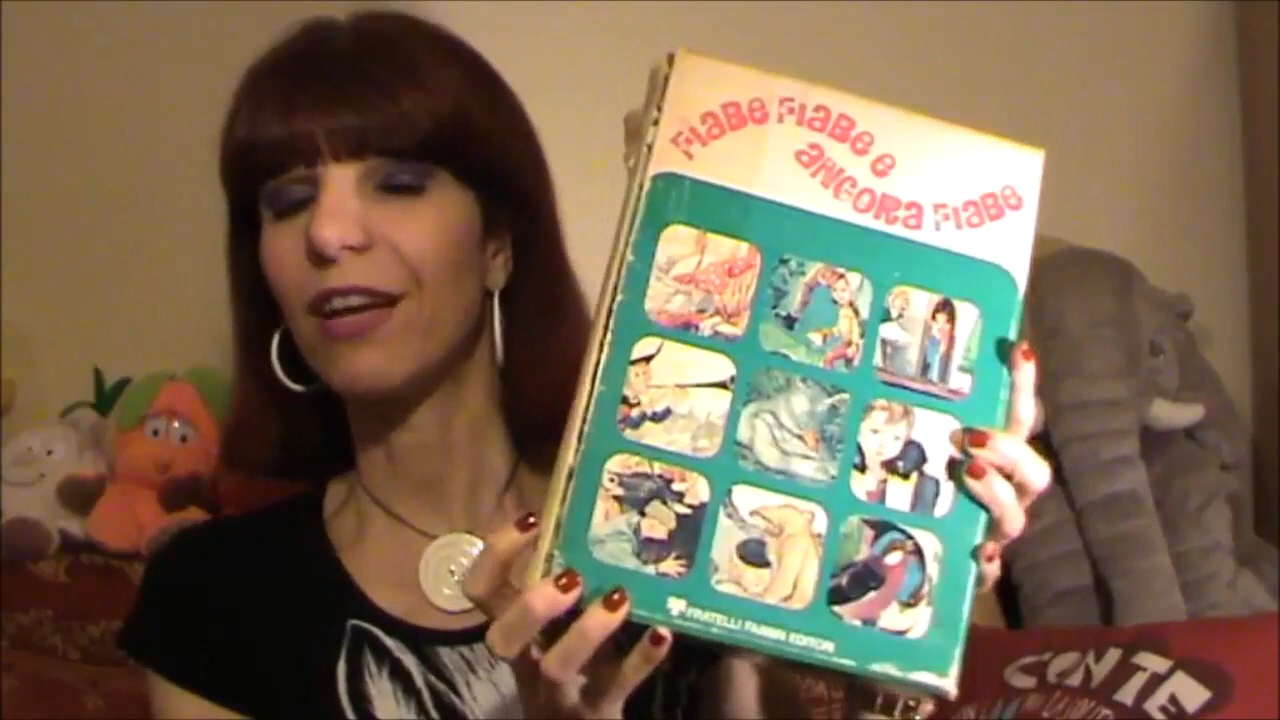 FIABE FIABE e
ANCORA FIABE
FRATELLI FABBRI EDITORI
CON TE